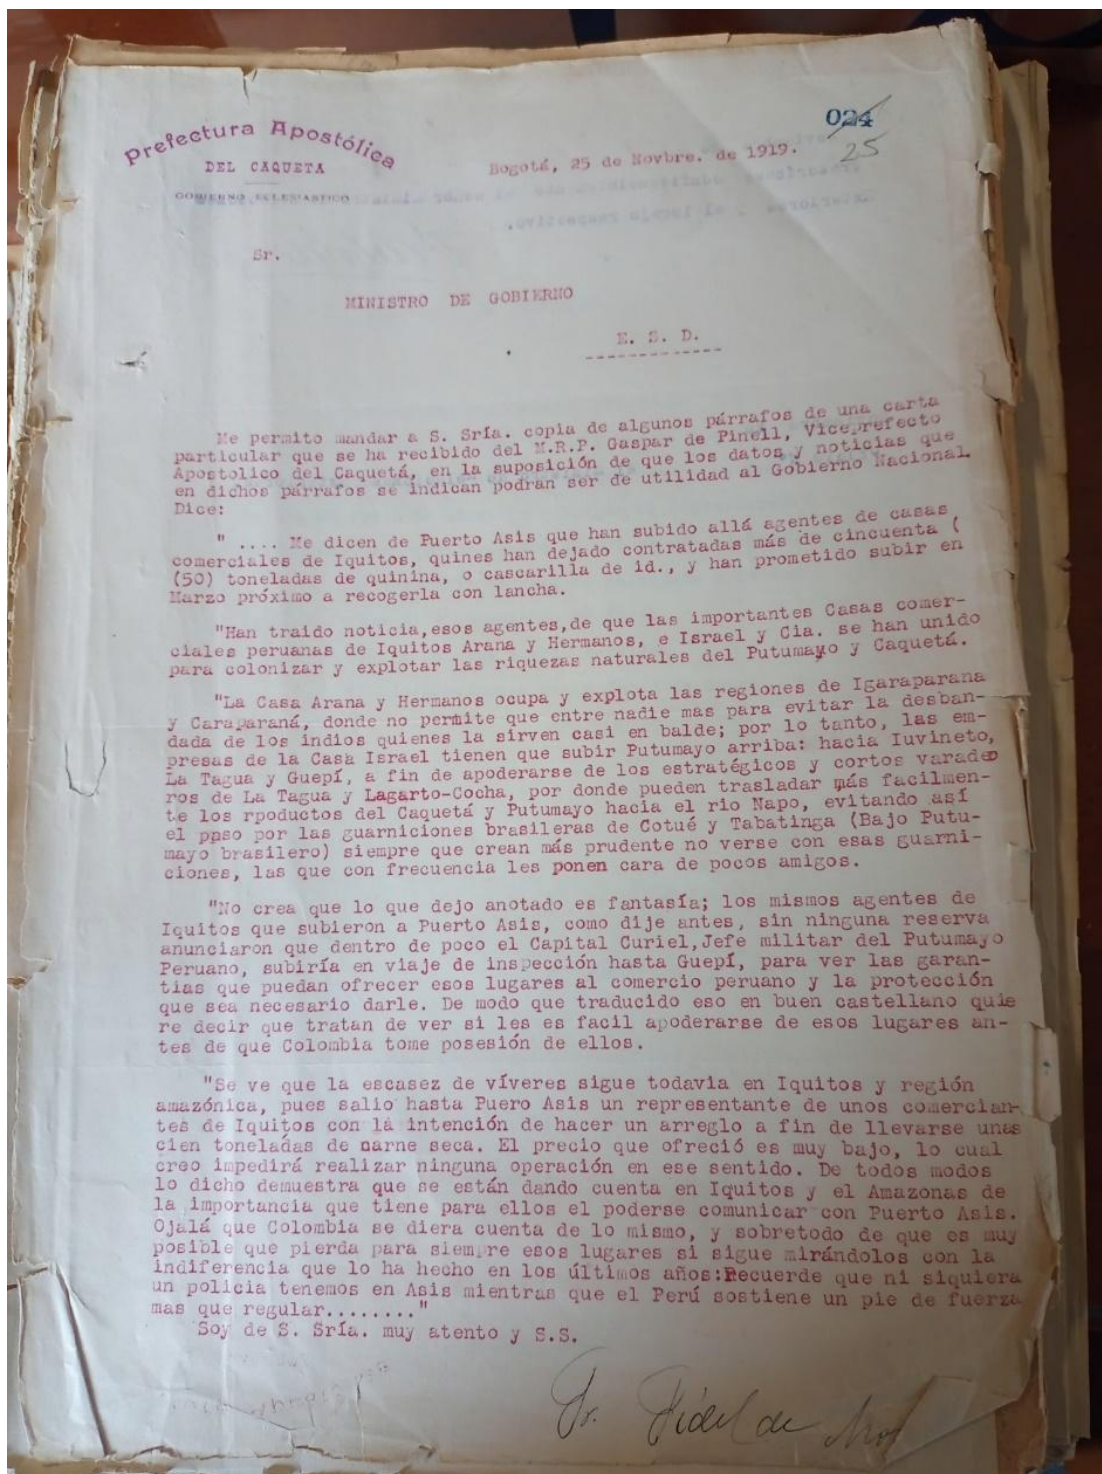 024
25
Prefectura Apostólica
DEL CAQUETA
GOBIERNO ECLESIASTICO
Bogotá, 25 de Novbre. de 1919.
Sr.
MINISTRO DE GOBIERNO
E. S. D.
Me permito mandar a S. Sría. copia de algunos párrafos de una carta
particular que se ha recibido del M.R.P. Gaspar de Pinell, Viceprefecto
Apostolico del Caquetá, en la suposición de que los datos y noticias que
en dichos párrafos se indican podran ser de utilidad al Gobierno Nacional.
Dice:
" .... Me dicen de Puerto Asis que han subido allá agentes de casas
comerciales de Iquitos, quines han dejado contratadas más de cincuenta (
(50) toneladas de quinina, o cascarilla de id., y han prometido subir en
Marzo próximo a recogerla con lancha.
"Han traido noticia,esos agentes,de que las importantes Casas comer-
ciales peruanas de Iquitos Arana y Hermanos, e Israel y Cia. se han unido
para colonizar y explotar las riquezas naturales del Putumayo y Caquetá.
"La Casa Arana y Hermanos ocupa y explota las regiones de Igaraparana
y Caraparaná, donde no permite que entre nadie mas para evitar la desban-
dada de los indios quienes la sirven casi en balde; por lo tanto, las em-
presas de la Casa Israel tienen que subir Putumayo arriba: hacia Iuvineto,
La Tagua y Guepí, a fin de apoderarse de los estratégicos y cortos varade
ros de La Tagua y Lagarto-Cocha, por donde pueden trasladar más facilmen-
te los rpoductos del Caquetá y Putumayo hacia el rio Napo, evitando así
el ppso por las guarniciones brasileras de Cotué y Tabatinga (Bajo Putu-
mayo brasilero) siempre que crean más prudente no verse con esas guarni-
ciones, las que con frecuencia les ponen cara de pocos amigos.
"No crea que lo que dejo anotado es fantasía; los mismos agentes de
Iquitos que subieron a Puerto Asis, como dije antes, sin ninguna reserva
anunciaron que dentro de poco el Capital Curiel,Jefe militar del Putumayo
Peruano, subiría en viaje de inspección hasta Guepí, para ver las garan-
tias que puedan ofrecer esos lugares al comercio peruano y la protección
que sea necesario darle. De modo que traducido eso en buen castellano quie
re decir que tratan de ver si les es facil apoderarse de esos lugares an-
tes de que Colombia tome posesión de ellos.
"Se ve que la escasez de víveres sigue todavia en Iquitos y región
amazónica, pues salio hasta Puero Asis un representante de unos comercian-
tes de Iquitos con la intención de hacer un arreglo a fin de llevarse unas
cien toneladas de narne seca. El precio que ofreció es muy bajo, lo cual
creo impedirá realizar ninguna operación en ese sentido. De todos modos
lo dicho demuestra que se están dando cuenta en Iquitos y el Amazonas de
la importancia que tiene para ellos el poderse comunicar con Puerto Asis.
Ojalá que Colombia se diera cuenta de lo mismo, y sobretodo de que es muy
posible que pierda para siempre esos lugares si sigue mirándolos con la
indiferencia que lo ha hecho en los últimos años:Recuerde que ni siquiera
un policia tenemos en Asis mientras que el Perú sostiene un pie de fuerza
mas que regular........"
Soy de S. Sría. muy atento y S.S.
Fr. Fidel de